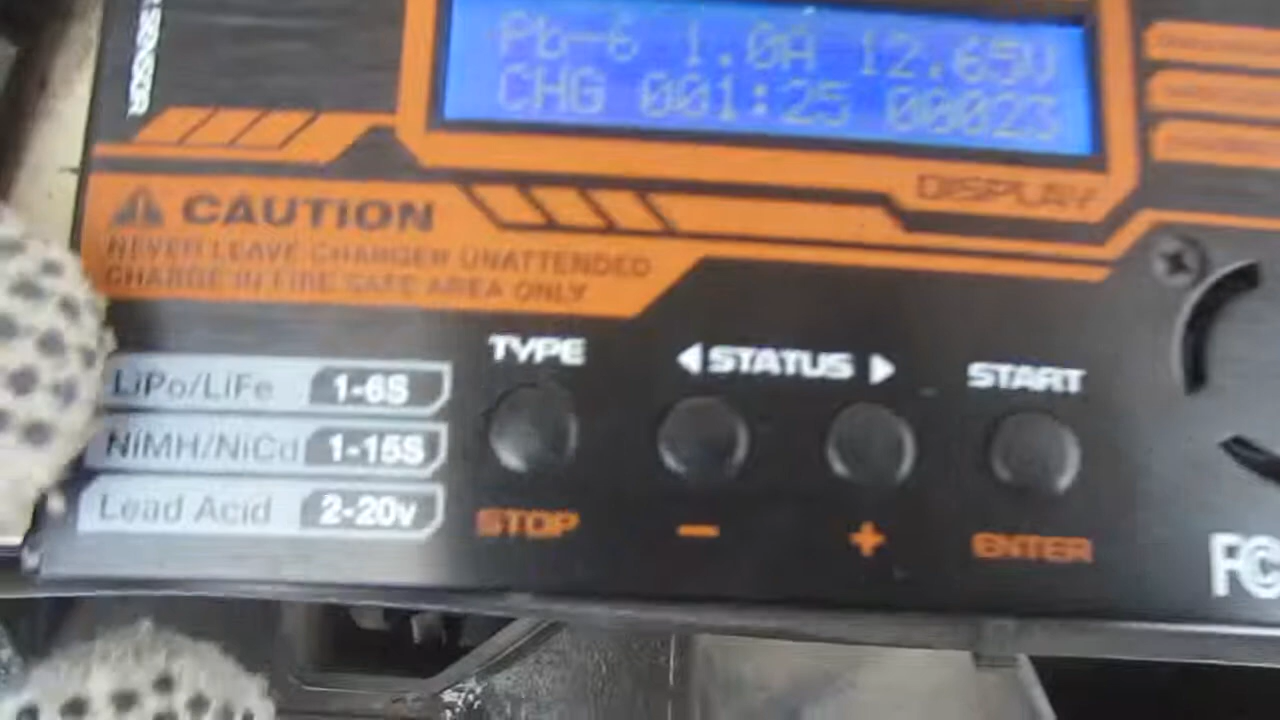 SENSOR
Pb-6 1.0A 12.65V
CHG 001:25 00023
DISPLAY
CAUTION
NEVER LEAVE CHARGER UNATTENDED
CHARGE IN FIRE SAFE AREA ONLY
TYPE
STATUS
START
LiPo/LiFe 1-6S
NiMH/NiCd 1-15S
Lead Acid 2-20v
STOP
-
+
ENTER
FC